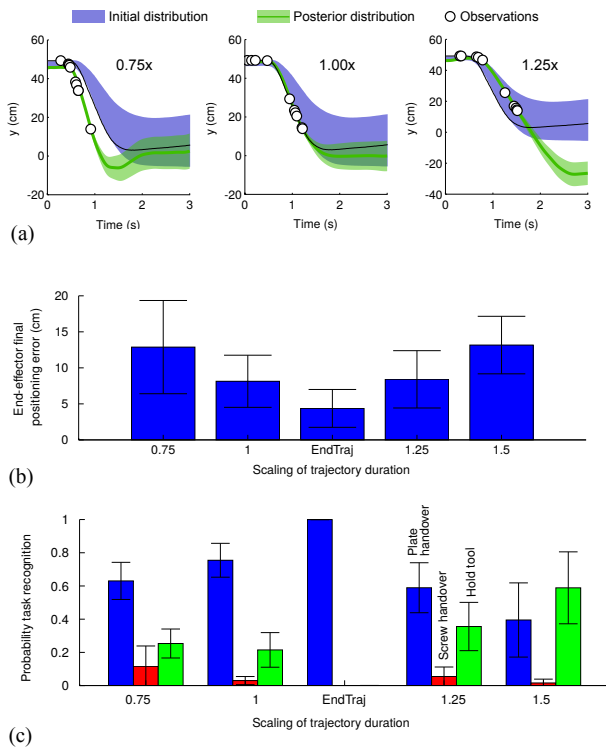 Initial distribution Posterior distribution Observations
60 60 60
0.75x 1.00x 1.25x
40 40 40
20 20 20
y (cm) y (cm) y (cm)
0 0 0
-20
-20 -20 -40
0 1 2 3 0 1 2 3 0 1 2 3
Time (s) Time (s) Time (s)
(a)
20
15
10
5
0
End-effector final
positioning error (cm)
0.75 1 EndTraj 1.25 1.5
Scaling of trajectory duration
(b)
1
0.8
0.6
0.4
0.2
0
Probability task recognition
Plate
handover
Screw handover
Hold tool
0.75 1 EndTraj 1.25 1.5
Scaling of trajectory duration
(c)